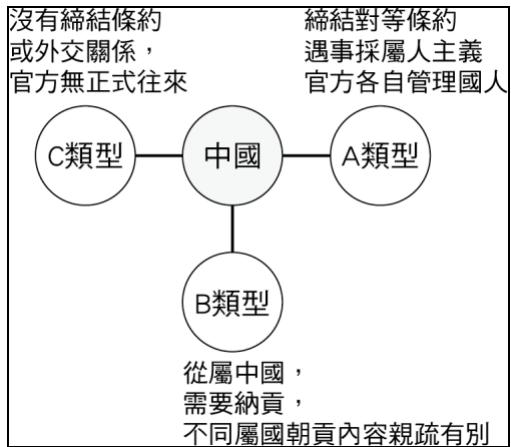 沒有締結條約
或外交關係，
官方無正式往來
締結對等條約
遇事採屬人主義
官方各自管理國人
C類型
中國
A類型
B類型
從屬中國，
需要納貢，
不同屬國朝貢內容親疏有別